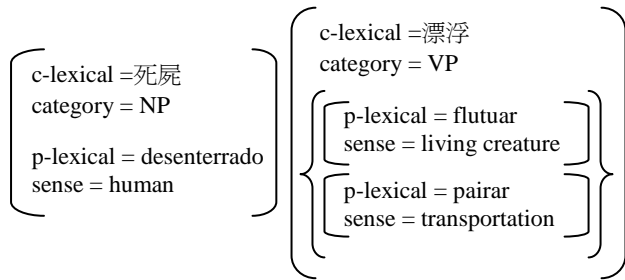 c-lexical =死屍
category = NP
p-lexical = desenterrado
sense = human
c-lexical =漂浮
category = VP
p-lexical = flutuar
sense = living creature
p-lexical = pairar
sense = transportation